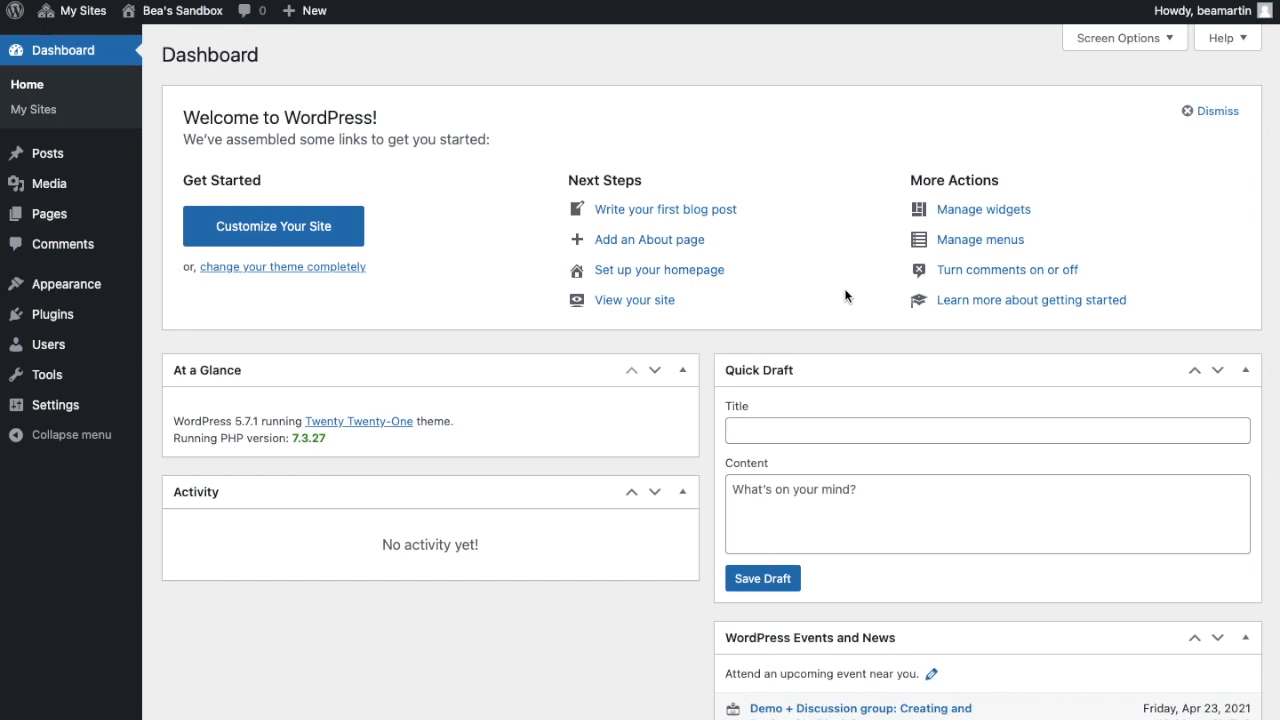 My Sites
Bea's Sandbox
0
New
Howdy, beamartin
Dashboard
Home
My Sites
Posts
Media
Pages
Comments
Appearance
Plugins
Users
Tools
Settings
Collapse menu
Screen Options
Help
Dashboard
Welcome to WordPress!
We've assembled some links to get you started:
Dismiss
Get Started
Customize Your Site
or, change your theme completely
Next Steps
Write your first blog post
Add an About page
Set up your homepage
View your site
More Actions
Manage widgets
Manage menus
Turn comments on or off
Learn more about getting started
At a Glance
WordPress 5.7.1 running Twenty Twenty-One theme.
Running PHP version: 7.3.27
Activity
No activity yet!
Quick Draft
Title
Content
What's on your mind?
Save Draft
WordPress Events and News
Attend an upcoming event near you.
Demo + Discussion group: Creating and
Friday, Apr 23, 2021